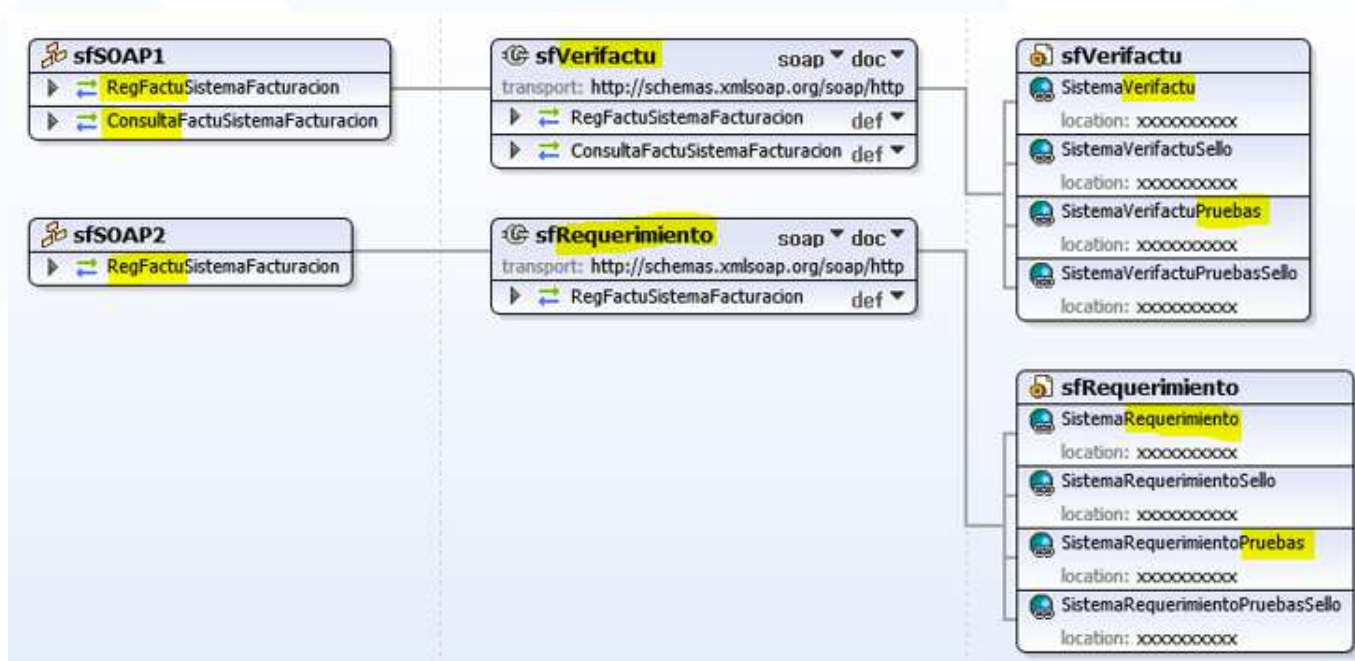 sfSOAP1
RegFactuSistemaFacturacion
ConsultaFactuSistemaFacturacion
sfSOAP2
RegFactuSistemaFacturacion
sfVerifactu soap doc
transport: http://schemas.xmlsoap.org/soap/http
RegFactuSistemaFacturacion def
ConsultaFactuSistemaFacturacion def
sfRequerimiento soap doc
transport: http://schemas.xmlsoap.org/soap/http
RegFactuSistemaFacturacion def
sfVerifactu
SistemaVerifactu
location: xxxxxxxxxx
SistemaVerifactuSello
location: xxxxxxxxxx
SistemaVerifactuPruebas
location: xxxxxxxxxx
SistemaVerifactuPruebasSello
location: xxxxxxxxxx
sfRequerimiento
SistemaRequerimiento
location: xxxxxxxxxx
SistemaRequerimientoSello
location: xxxxxxxxxx
SistemaRequerimientoPruebas
location: xxxxxxxxxx
SistemaRequerimientoPruebasSello
location: xxxxxxxxxx